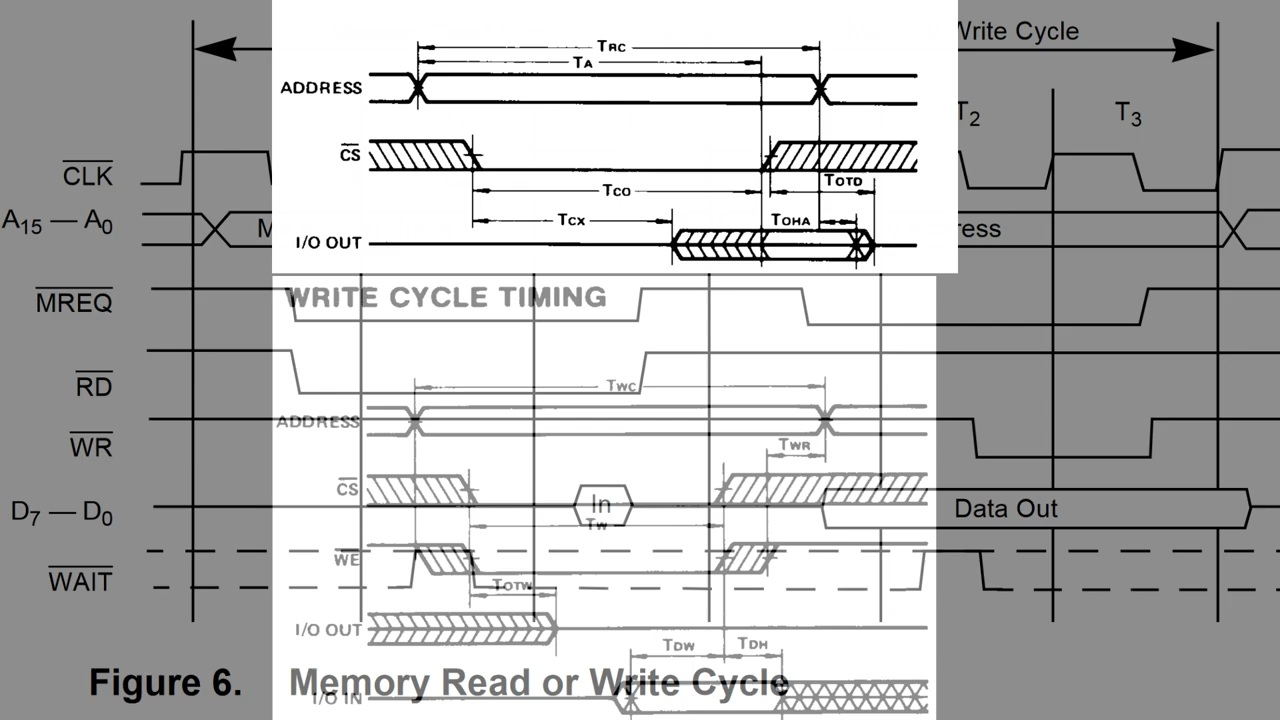 Write Cycle
TRC
TA
ADDRESS
T2
T3
CS
CLK
TOTD
TCO
TCX
TOHA
A15 — A0
M
ress
I/O OUT
WRITE CYCLE TIMING
MREQ
RD
TWC
ADDRESS
WR
TWR
CS
In
Data Out
D7 — D0
TW
WE
WAIT
TOTW
I/O OUT
TDW
TDH
Figure 6. Memory Read or Write Cycle
I/O IN